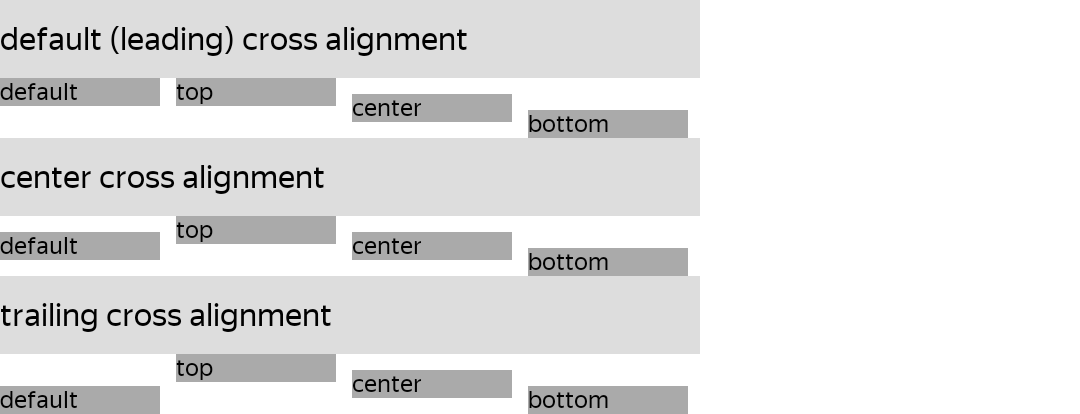 default (leading) cross alignment
default top center bottom
center cross alignment
default top center bottom
trailing cross alignment
default top center bottom